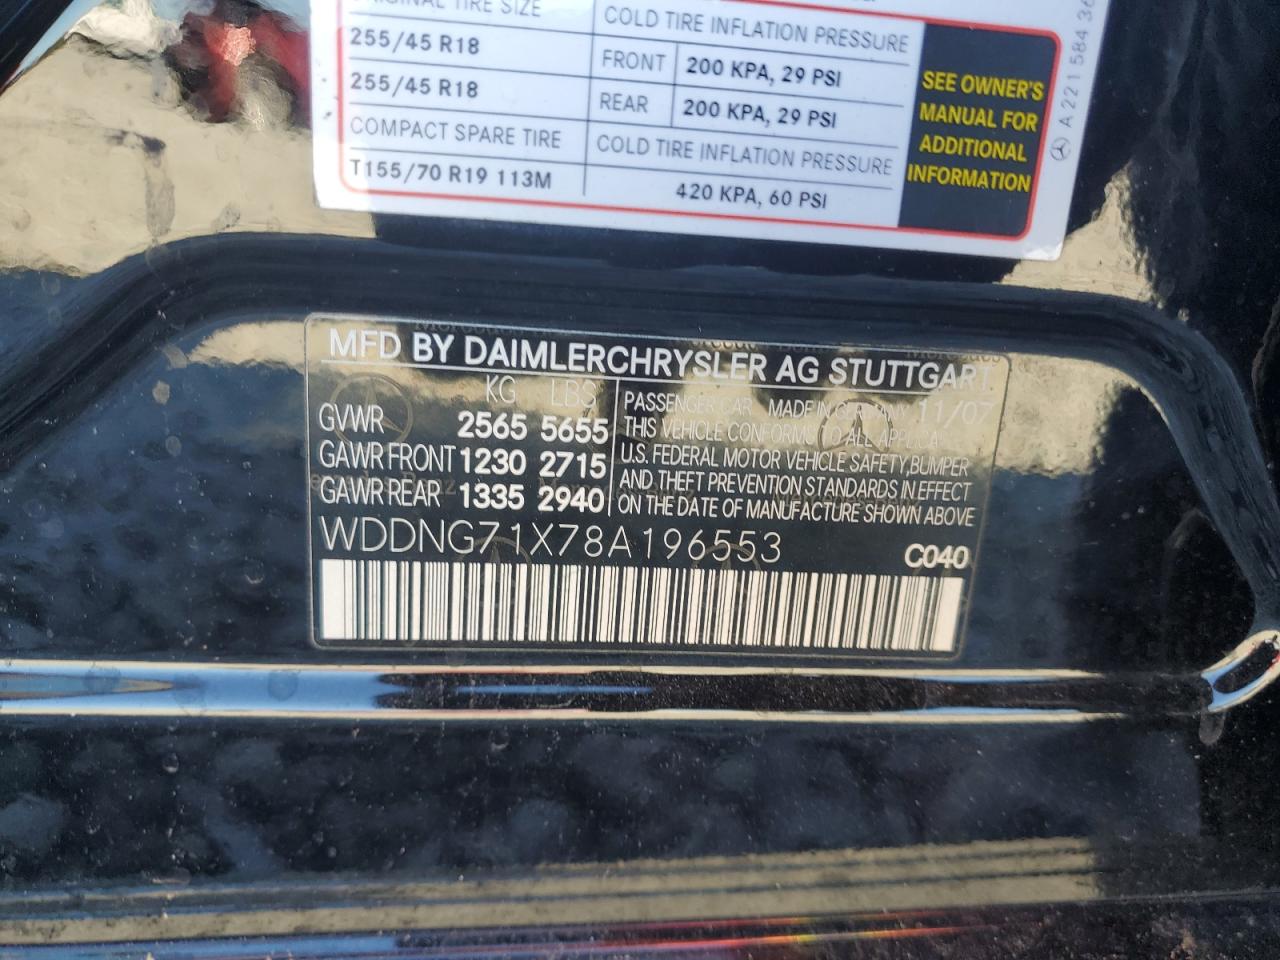 ORIGINAL TIRE SIZE COLD TIRE INFLATION PRESSURE
255/45 R18 FRONT 200 KPA, 29 PSI
255/45 R18 REAR 200 KPA, 29 PSI
COMPACT SPARE TIRE COLD TIRE INFLATION PRESSURE
T155/70 R19 113M 420 KPA, 60 PSI
SEE OWNER'S
MANUAL FOR
ADDITIONAL
INFORMATION
A 221 584 36
MFD BY DAIMLERCHRYSLER AG STUTTGART
KG LBS
GVWR 2565 5655
GAWR FRONT 1230 2715
GAWR REAR 1335 2940
PASSENGER CAR MADE IN GERMANY 11/07
THIS VEHICLE CONFORMS TO ALL APPLICA
U.S. FEDERAL MOTOR VEHICLE SAFETY, BUMPER
AND THEFT PREVENTION STANDARDS IN EFFECT
ON THE DATE OF MANUFACTURE SHOWN ABOVE
WDDNG71X78A196553 C040